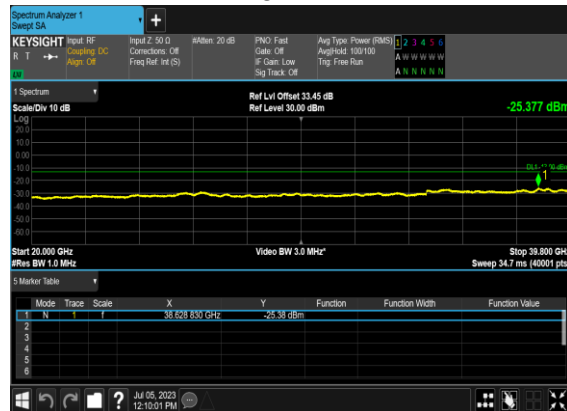 Spectrum Analyzer 1
Swept SA
KEYSIGHT Input: RF Input Z: 50 Ω #Atten: 20 dB PNO: Fast Avg Type: Power (RMS) 1 2 3 4 5 6
R T Coupling: DC Corrections: Off Gate: Off Avg|Hold: 100/100 A W W W W W
Align: Off Freq Ref: Int (S) IF Gain: Low Trig: Free Run
Sig Track: Off A N N N N N
1 Spectrum Ref Lvl Offset 33.45 dB
Scale/Div 10 dB Ref Level 30.00 dBm -25.377 dBm
Log
20.0
10.0
0.00
-10.0
1
-20.0
-30.0
-40.0
-50.0
-60.0
Start 20.000 GHz Video BW 3.0 MHz* Stop 39.800 GH
#Res BW 1.0 MHz Sweep 34.7 ms (40001 pts
5 Marker Table
Mode Trace Scale X Y Function Function Width Function Value
1 N 1 f 38.628 830 GHz -25.38 dBm
2
3
4
5
6
? Jul 05, 2023
12:10:01 PM